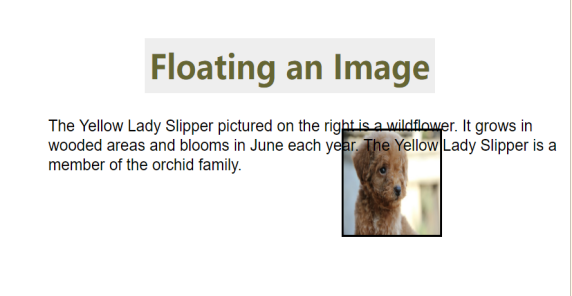 Floating an Image
The Yellow Lady Slipper pictured on the right is a wildflower. It grows in
wooded areas and blooms in June each year. The Yellow Lady Slipper is a
member of the orchid family.